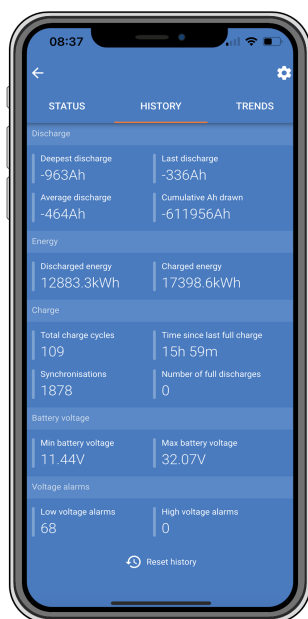 08:37
STATUS HISTORY TRENDS
Discharge
Deepest discharge Last discharge
-963Ah -336Ah
Average discharge Cumulative Ah drawn
-464Ah -611956Ah
Energy
Discharged energy Charged energy
12883.3kWh 17398.6kWh
Charge
Total charge cycles Time since last full charge
109 15h 59m
Synchronisations Number of full discharges
1878 0
Battery voltage
Min battery voltage Max battery voltage
11.44V 32.07V
Voltage alarms
Low voltage alarms High voltage alarms
68 0
Reset history